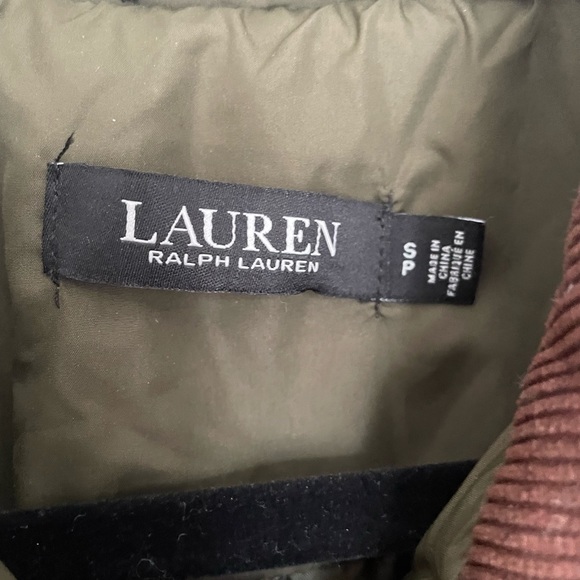 LAUREN
RALPH LAUREN
S
P
MADE IN
CHINA
FABRIQUÉ EN
CHINE